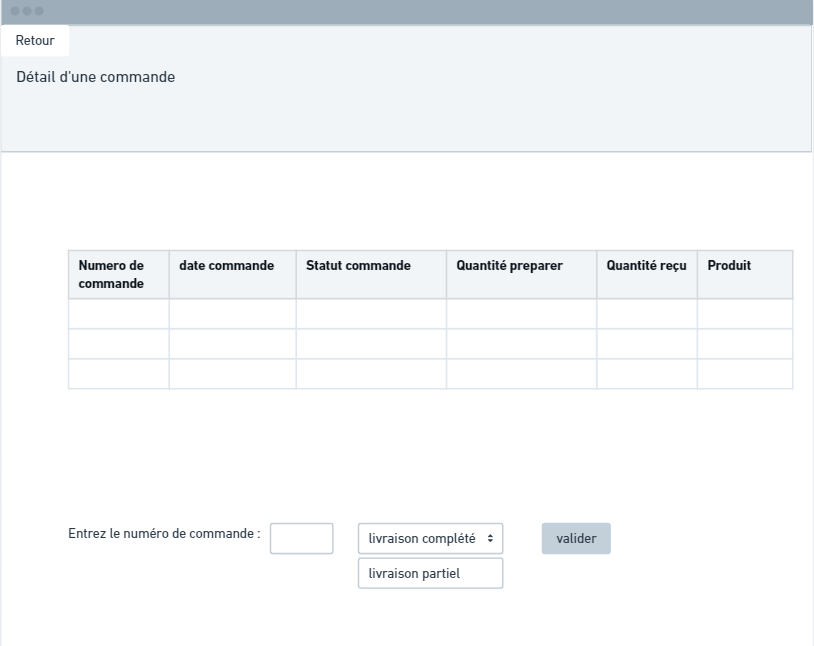 Retour
Détail d'une commande
Numero de commande date commande Statut commande Quantité preparer Quantité reçu Produit
Entrez le numéro de commande : livraison complété valider
livraison partiel